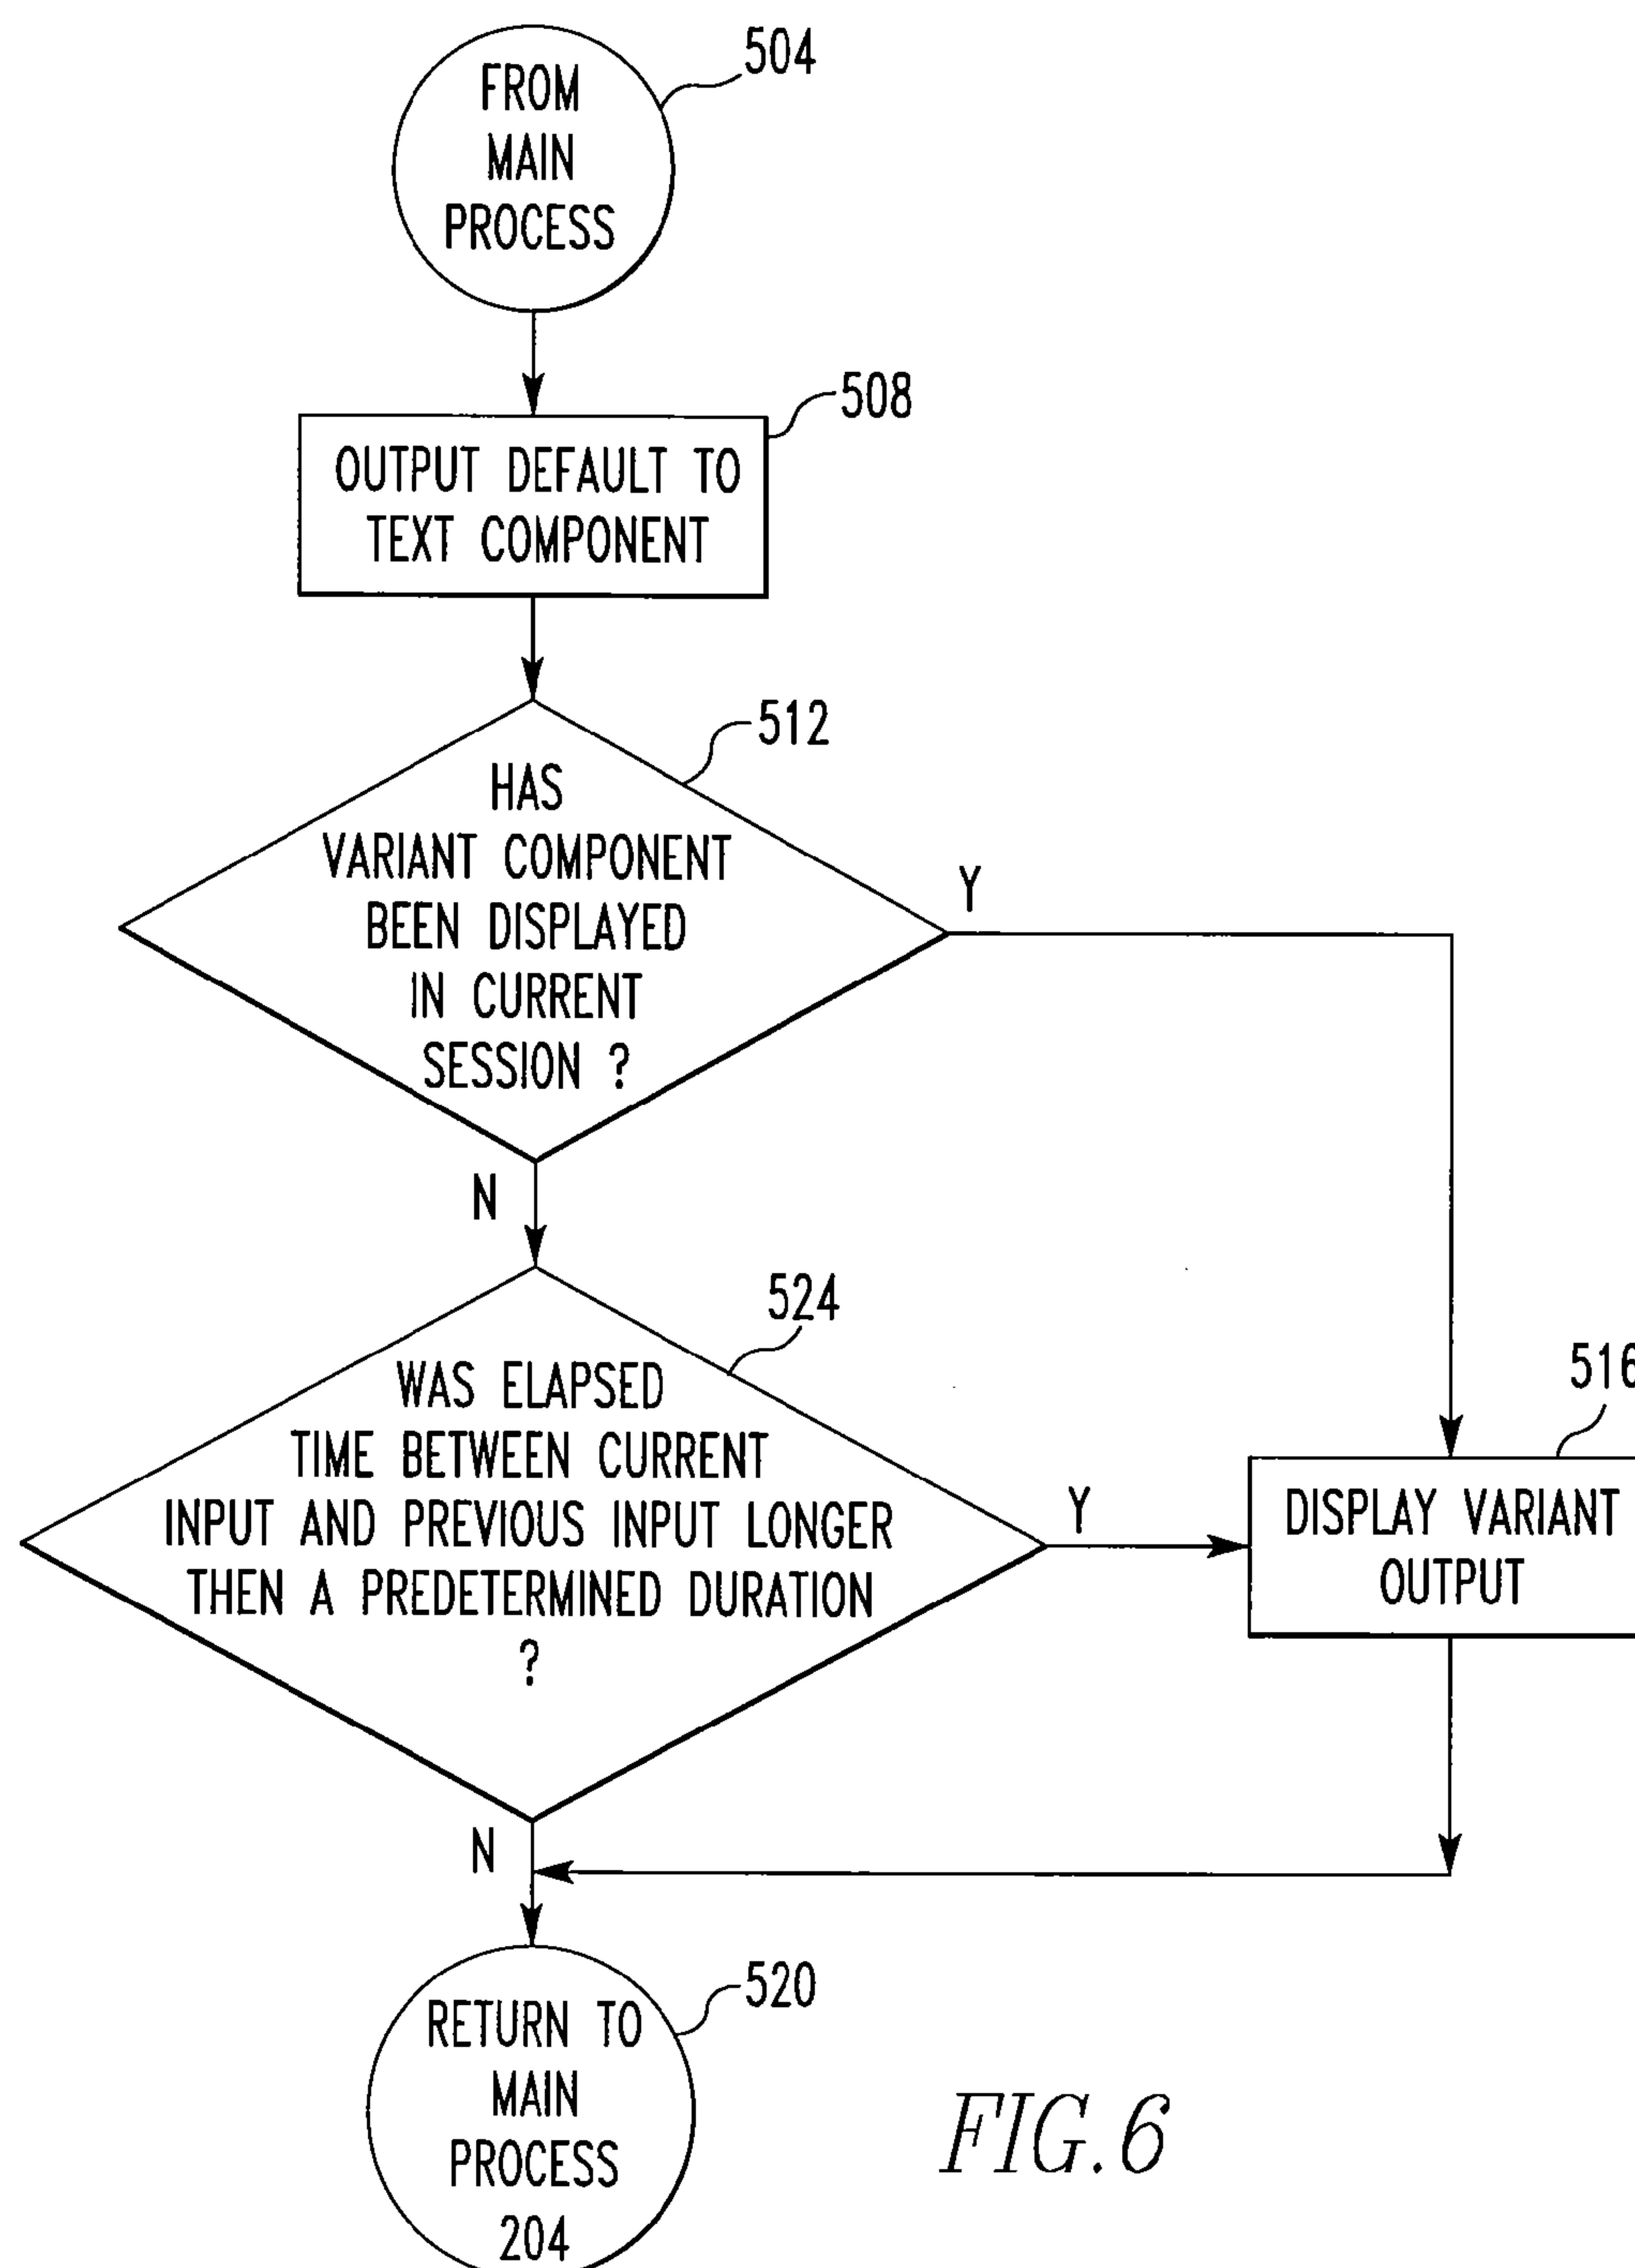 FROM
MAIN
PROCESS
504
OUTPUT DEFAULT TO
TEXT COMPONENT
508
HAS
VARIANT COMPONENT
BEEN DISPLAYED
IN CURRENT
SESSION ?
512
Y
N
WAS ELAPSED
TIME BETWEEN CURRENT
INPUT AND PREVIOUS INPUT LONGER
THEN A PREDETERMINED DURATION
?
524
Y
516
DISPLAY VARIANT
OUTPUT
N
RETURN TO
MAIN
PROCESS
204
520
FIG.6